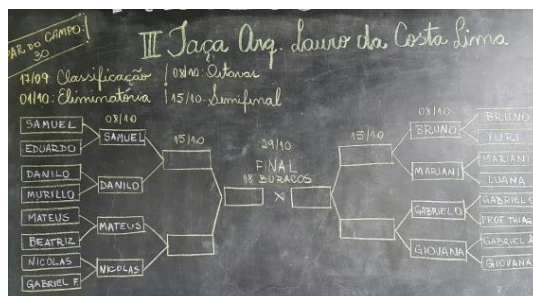 PAR DO CAMPO:
30
III Taça Arq. Lauro da Costa Lima
17/09: Classificação | 08/10: Oitavas
01/10: Eliminatória | 15/10: Semifinal
08/10
SAMUEL
EDUARDO
SAMUEL
DANILO
MURILLO
DANILO
MATEUS
BEATRIZ
MATEUS
NICOLAS
GABRIEL F.
NICOLAS
15/10
29/10
FINAL
18 BURACOS
X
15/10
08/10
BRUNO
BRUNO
YURI
MARIANI
MARIANI
LUANA
GABRIEL O
GABRIEL O
PROF THIAG
GIOVANA
GABRIEL A
GIOVANA